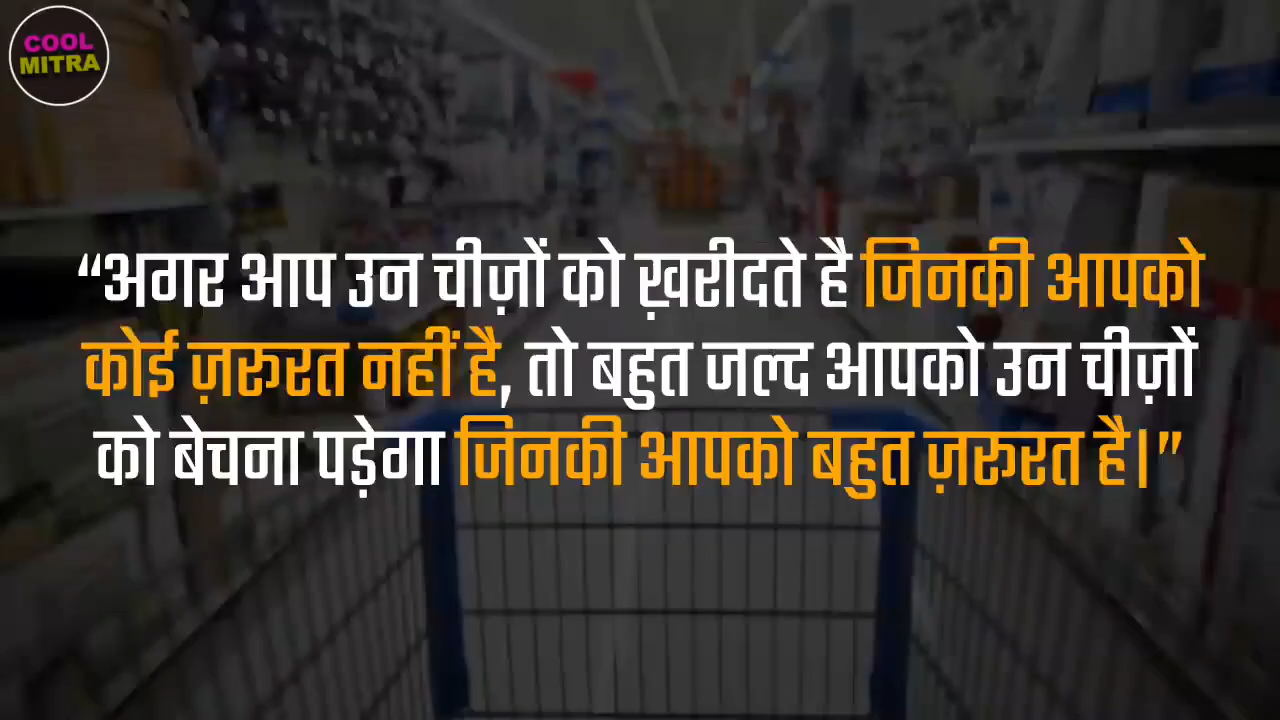 COOL
MITRA
“अगर आप उन चीज़ों को ख़रीदते है जिनकी आपको
कोई ज़रूरत नहीं है, तो बहुत जल्द आपको उन चीज़ों
को बेचना पड़ेगा जिनकी आपको बहुत ज़रूरत है।”